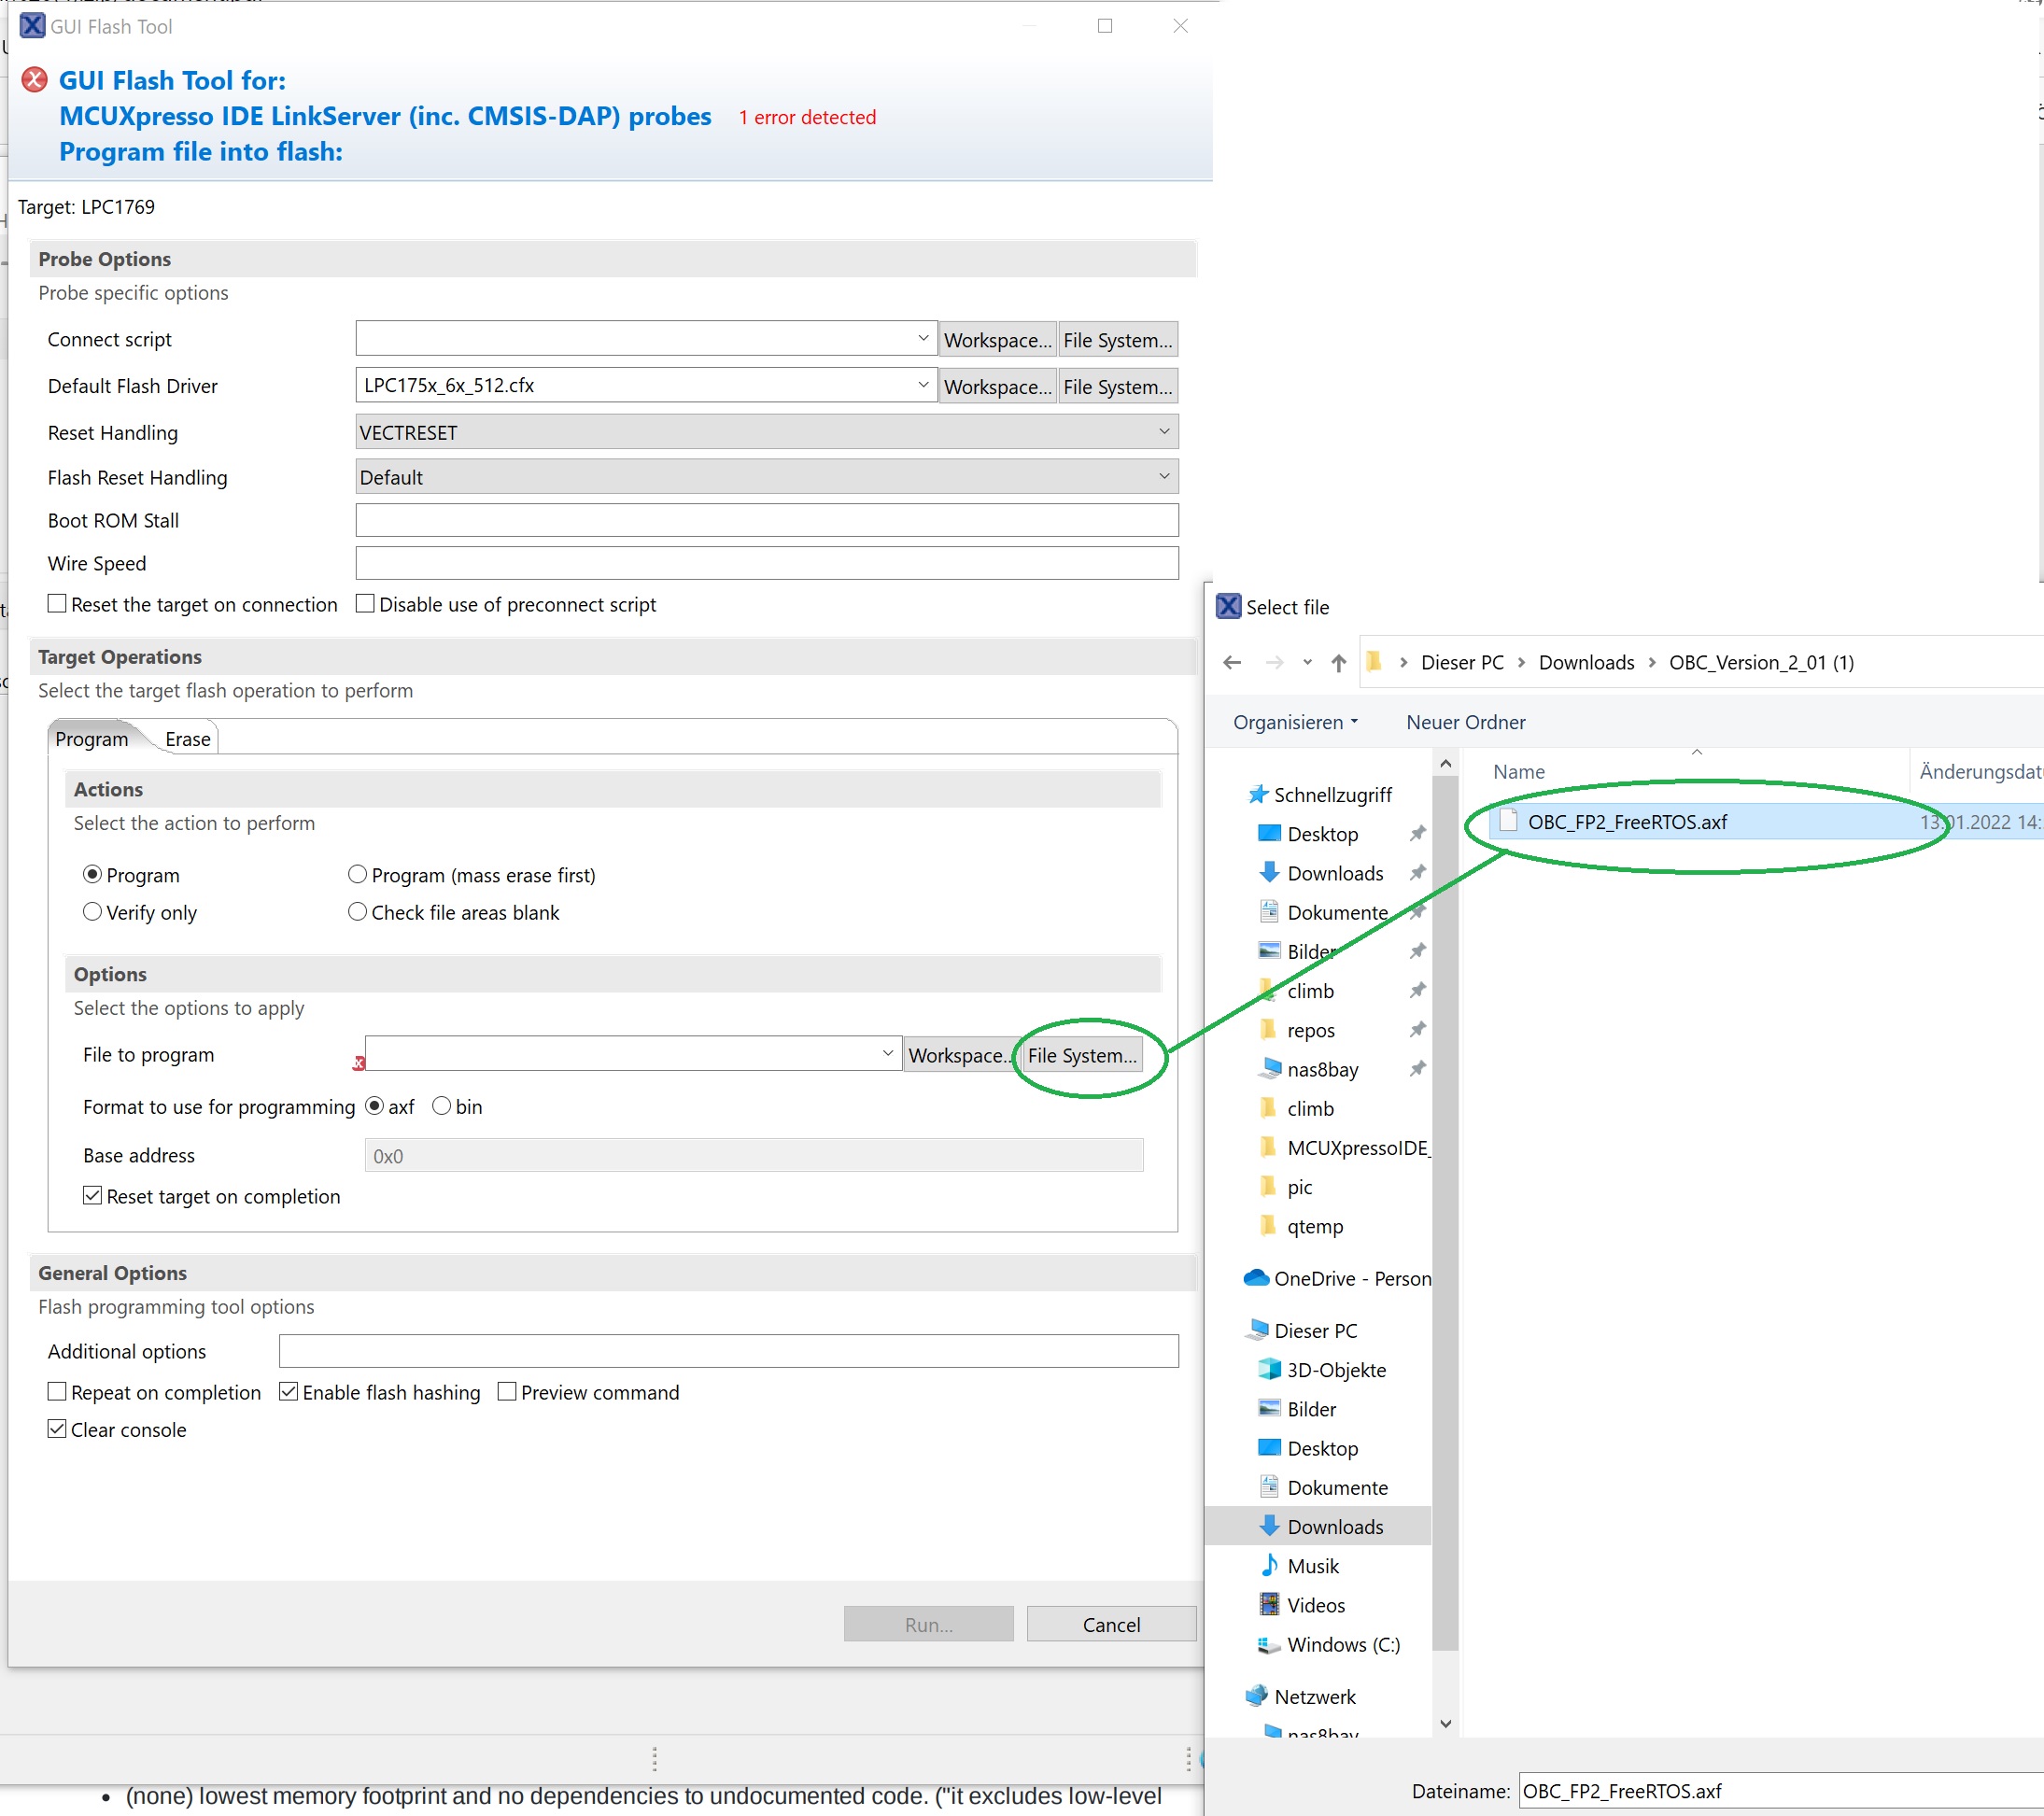 GUI Flash Tool
GUI Flash Tool for:
MCUXpresso IDE LinkServer (inc. CMSIS-DAP) probes 1 error detected
Program file into flash:
Target: LPC1769
Probe Options
Probe specific options
Connect script Workspace... File System...
Default Flash Driver LPC175x_6x_512.cfx Workspace... File System...
Reset Handling VECTRESET
Flash Reset Handling Default
Boot ROM Stall
Wire Speed
Reset the target on connection Disable use of preconnect script
Target Operations
Select the target flash operation to perform
Program Erase
Actions
Select the action to perform
Program Program (mass erase first)
Verify only Check file areas blank
Options
Select the options to apply
File to program Workspace... File System...
Format to use for programming axf bin
Base address 0x0
Reset target on completion
General Options
Flash programming tool options
Additional options
Repeat on completion Enable flash hashing Preview command
Clear console
Run... Cancel
(none) lowest memory footprint and no dependencies to undocumented code. ("it excludes low-level
Select file
Dieser PC Downloads OBC_Version_2_01 (1)
Organisieren Neuer Ordner
Name Änderungsdatu
OBC_FP2_FreeRTOS.axf 13.01.2022 14:
Schnellzugriff
Desktop
Downloads
Dokumente
Bilder
climb
repos
nas8bay
climb
MCUXpressoIDE_
pic
qtemp
OneDrive - Person
Dieser PC
3D-Objekte
Bilder
Desktop
Dokumente
Downloads
Musik
Videos
Windows (C:)
Netzwerk
nas8bay
Dateiname: OBC_FP2_FreeRTOS.axf